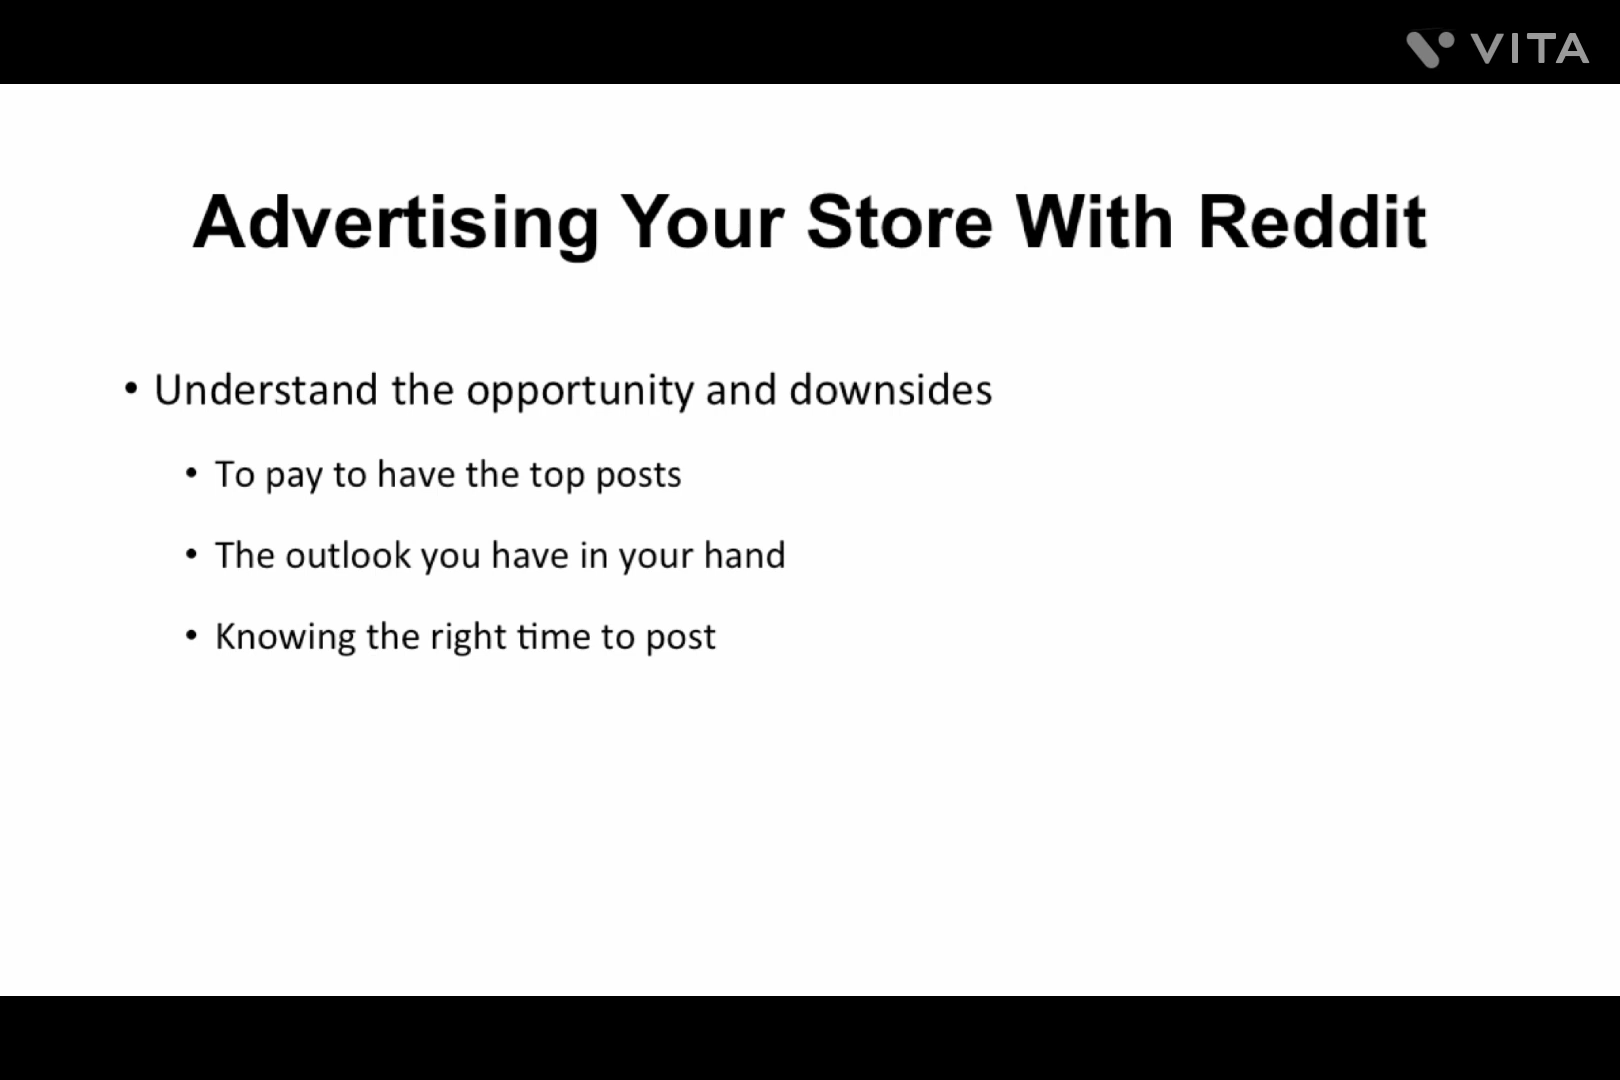 VITA
Advertising Your Store With Reddit
• Understand the opportunity and downsides
• To pay to have the top posts
• The outlook you have in your hand
• Knowing the right time to post